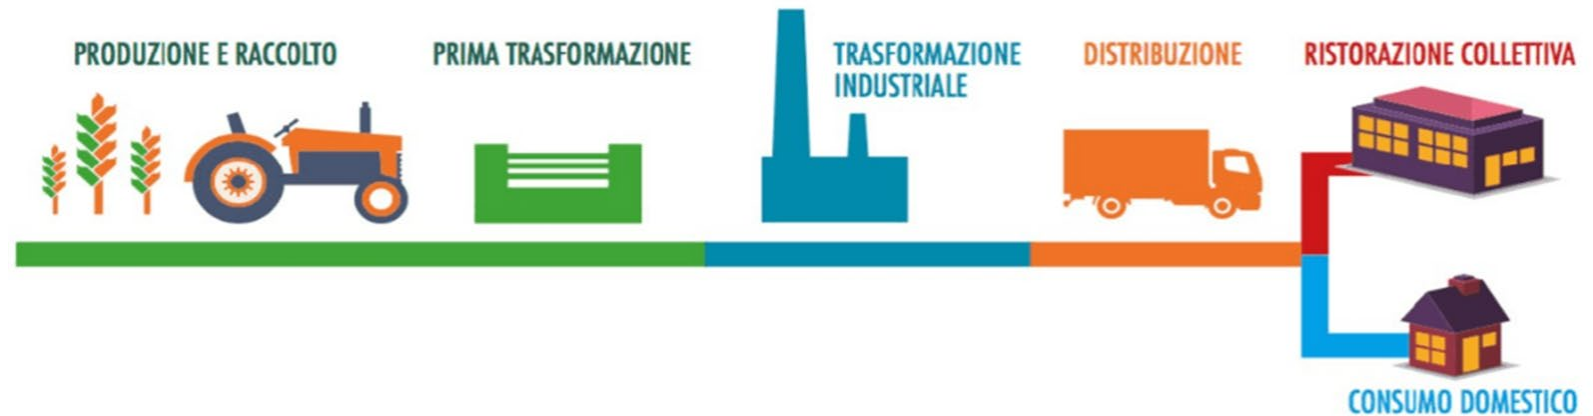 PRODUZIONE E RACCOLTO
PRIMA TRASFORMAZIONE
TRASFORMAZIONE
INDUSTRIALE
DISTRIBUZIONE
RISTORAZIONE COLLETTIVA
CONSUMO DOMESTICO